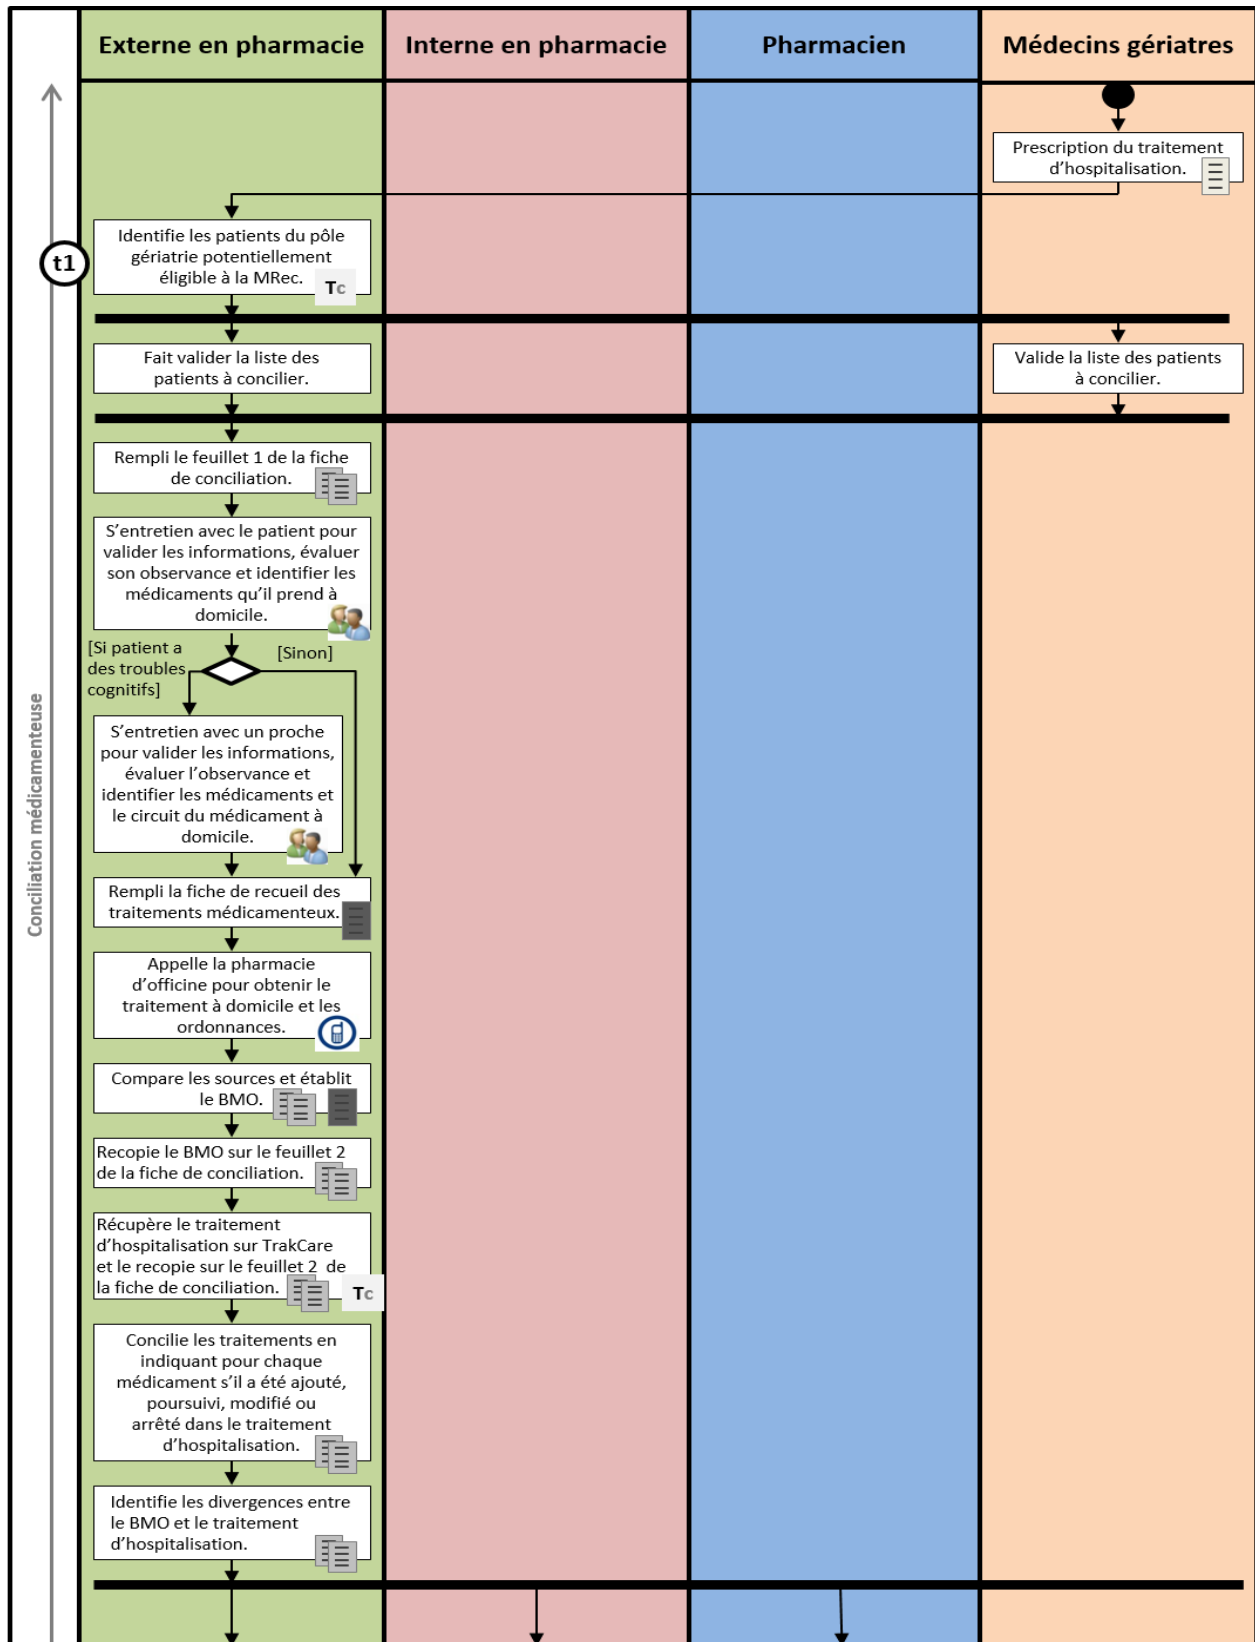 Externe en pharmacie
Interne en pharmacie
Pharmacien
Médecins gériatres
Prescription du traitement
d'hospitalisation.
Identifie les patients du pôle
gériatrie potentiellement
éligible à la MRec.
Tc
t1
Fait valider la liste des
patients à concilier.
Valide la liste des patients
à concilier.
Rempli le feuillet 1 de la fiche
de conciliation.
S'entretien avec le patient pour
valider les informations, évaluer
son observance et identifier les
médicaments qu'il prend à
domicile.
[Si patient a
des troubles
cognitifs]
[Sinon]
S'entretien avec un proche
pour valider les informations,
évaluer l'observance et
identifier les médicaments et
le circuit du médicament à
domicile.
Conciliation médicamenteuse
Rempli la fiche de recueil des
traitements médicamenteux.
Appelle la pharmacie
d'officine pour obtenir le
traitement à domicile et les
ordonnances.
Compare les sources et établit
le BMO.
Recopie le BMO sur le feuillet 2
de la fiche de conciliation.
Récupère le traitement
d'hospitalisation sur TrakCare
et le recopie sur le feuillet 2 de
la fiche de conciliation.
Tc
Concilie les traitements en
indiquant pour chaque
médicament s'il a été ajouté,
poursuivi, modifié ou
arrêté dans le traitement
d'hospitalisation.
Identifie les divergences entre
le BMO et le traitement
d'hospitalisation.